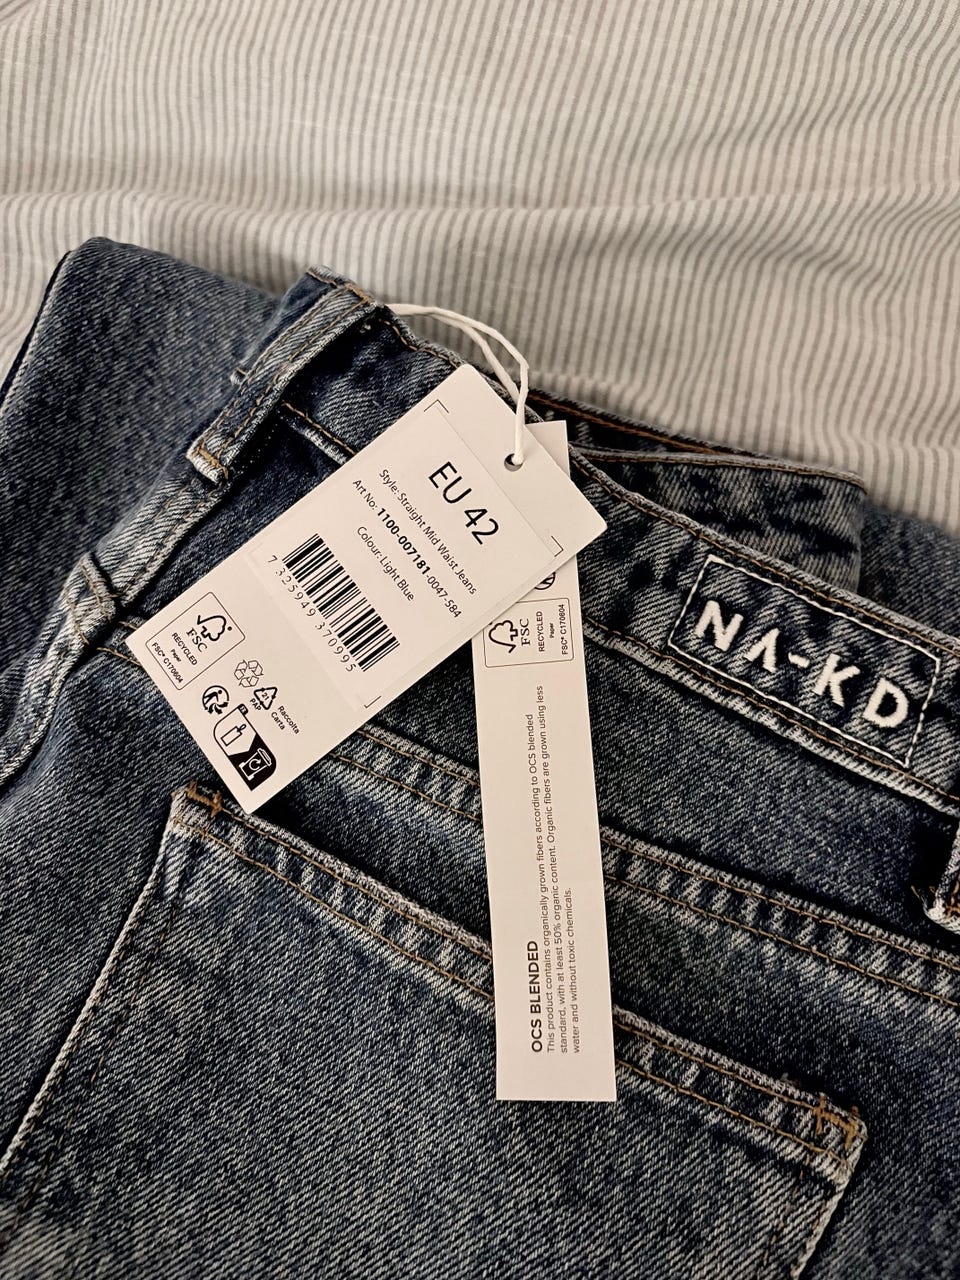 EU 42
Style: Straight Mid Waist Jeans
Art No: 1100-007181-0047-584
Colour: Light Blue
7 325949 370995
FSC
RECYCLED
Paper
FSC® C170604
PAP
Raccolta
Carta
NA-KD
FSC
RECYCLED
Paper
FSC® C170604
OCS BLENDED
This product contains organically grown fibers according to OCS blended
standard, with at least 50% organic content. Organic fibers are grown using less
water and without toxic chemicals.